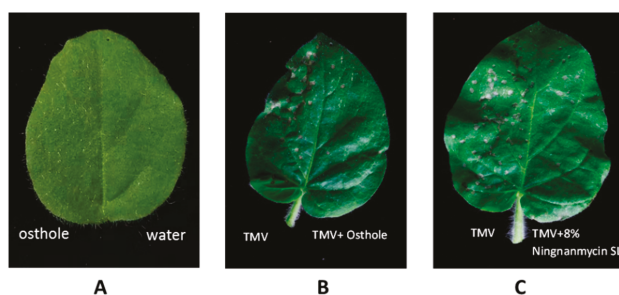 osthole
water
A
TMV
TMV+ Osthole
B
TMV
TMV+8%
Ningnanmycin SL
C